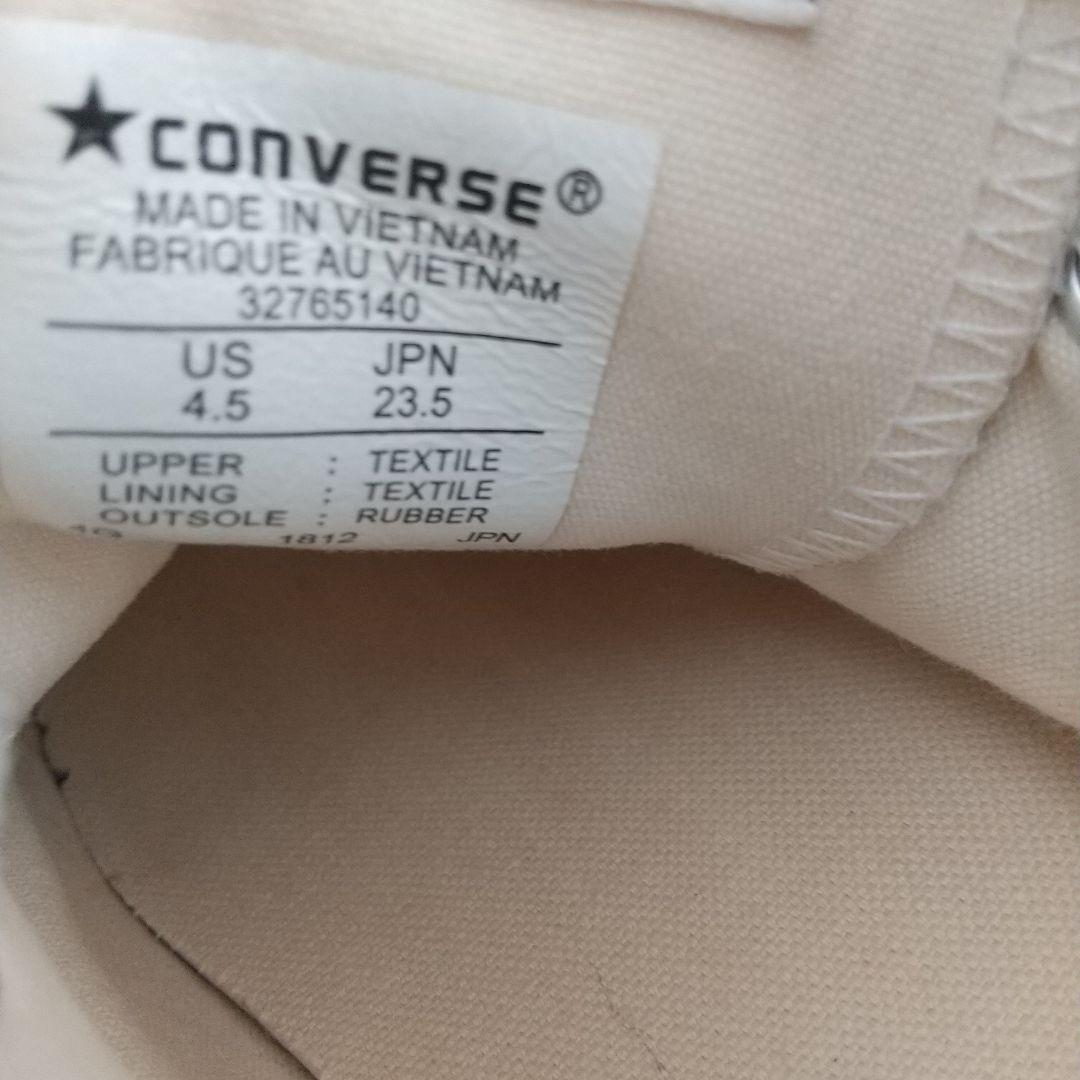 ★CONVERSE®
MADE IN VIETNAM
FABRIQUE AU VIETNAM
32765140
US JPN
4.5 23.5
UPPER : TEXTILE
LINING : TEXTILE
OUTSOLE : RUBBER
1812 JPN